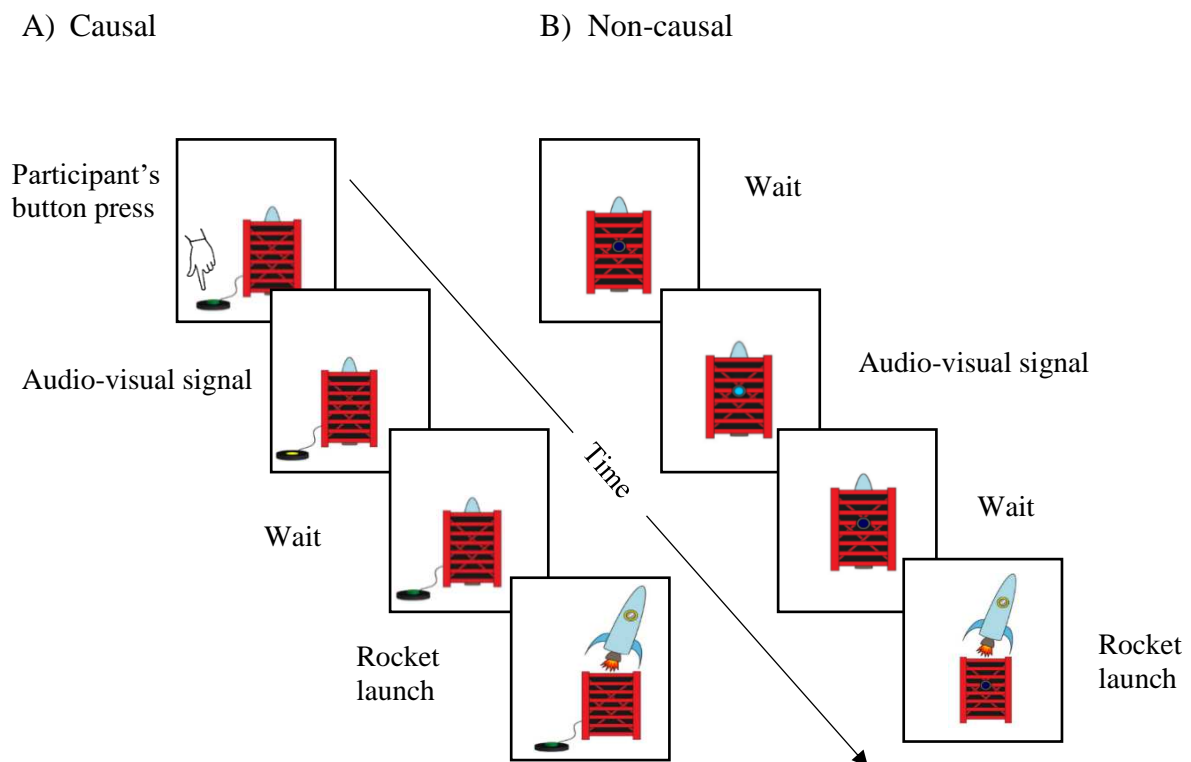 A) Causal
B) Non-causal
Participant's
button press
Wait
Audio-visual signal
Audio-visual signal
Time
Wait
Wait
Rocket
launch
Rocket
launch